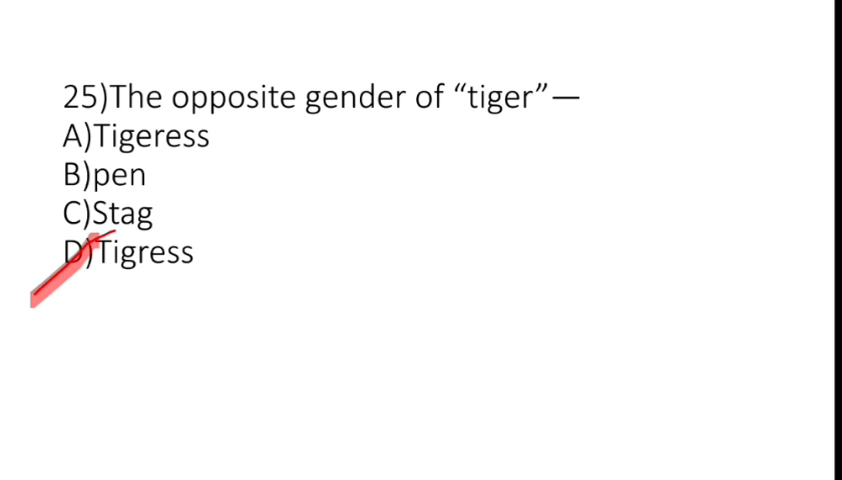 25)The opposite gender of “tiger”—
A)Tigeress
B)pen
C)Stag
D)Tigress